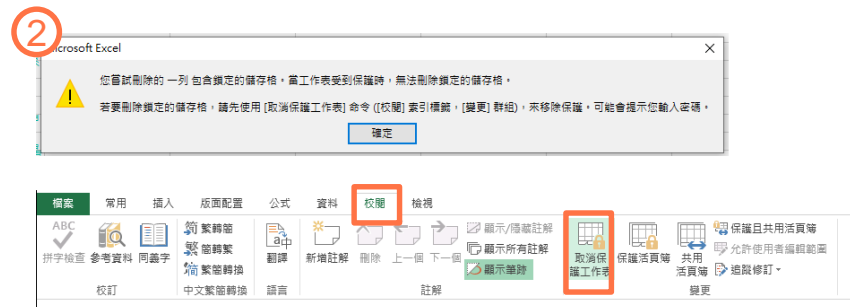 2
Microsoft Excel
您嘗試刪除的 一列 包含鎖定的儲存格。當工作表受到保護時，無法刪除鎖定的儲存格。
若要刪除鎖定的儲存格，請先使用 [取消保護工作表] 命令 ([校閱] 索引標籤，[變更] 群組)，來移除保護。可能會提示您輸入密碼。
確定
檔案 常用 插入 版面配置 公式 資料 校閱 檢視
ABC
拼字檢查 參考資料 同義字
繁轉簡
簡轉繁
繁簡轉換
翻譯
新增註解 刪除 上一個 下一個
顯示/隱藏註解
顯示所有註解
顯示筆跡
取消保
護工作表
保護活頁簿
共用
活頁簿
保護且共用活頁簿
允許使用者編輯範圍
追蹤修訂
校訂 中文繁簡轉換 語言 註解 變更